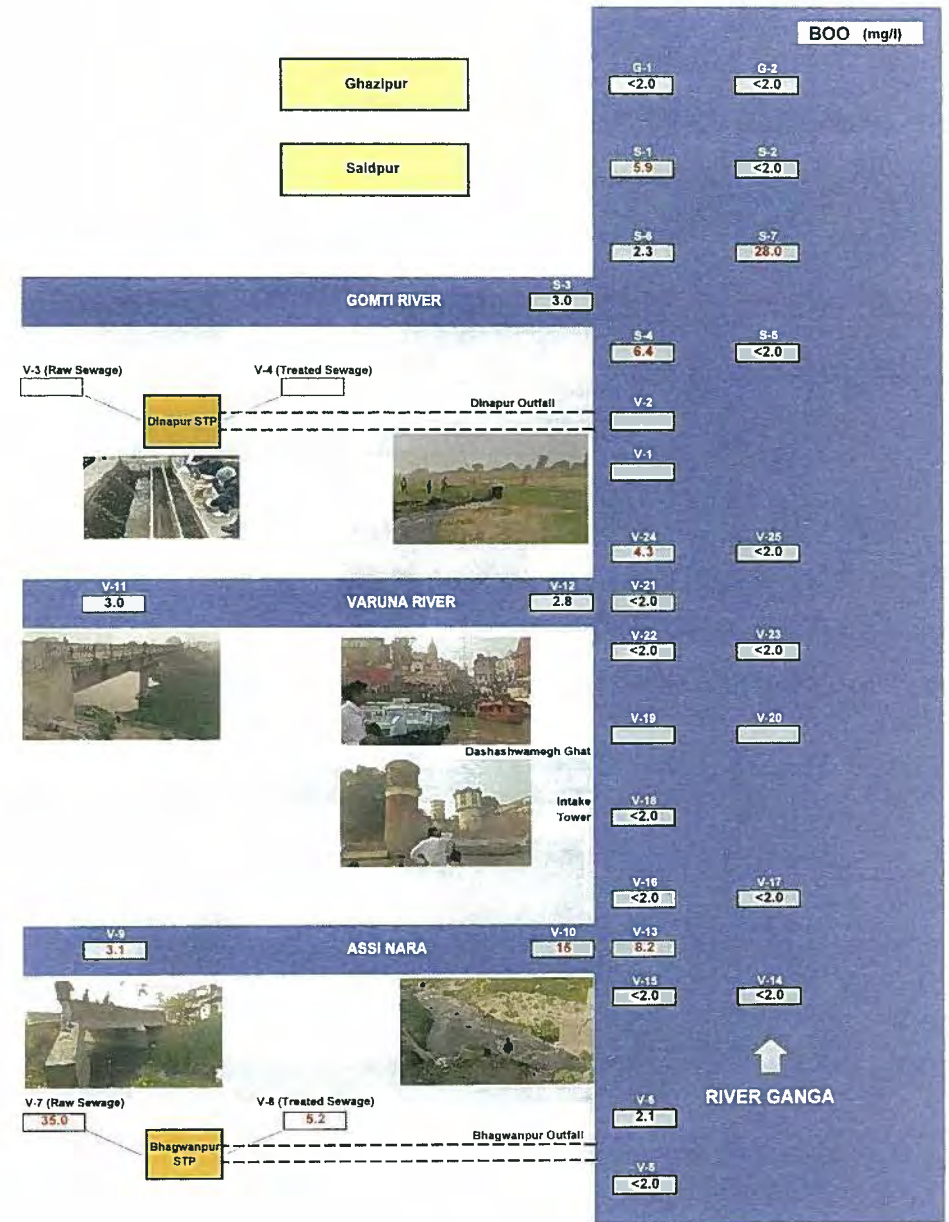 BOO (mg/l)
G-1 G-2
<2.0 <2.0
Ghazipur
S-1 S-2
5.9 <2.0
Saidpur
S-6 S-7
2.3 28.0
S-3
GOMTI RIVER 3.0
S-4 S-5
6.4 <2.0
V-3 (Raw Sewage) V-4 (Treated Sewage)
Dinapur Outfall V-2
Dinapur STP
V-1
V-24 V-25
4.3 <2.0
V-11 V-12 V-21
3.0 VARUNA RIVER 2.8 <2.0
V-22 V-23
<2.0 <2.0
V-19 V-20
Dashashwamegh Ghat
Intake
Tower
V-18
<2.0
V-16 V-17
<2.0 <2.0
V-9 V-10 V-13
3.1 ASSI NARA 15 8.2
V-15 V-14
<2.0 <2.0
RIVER GANGA
V-7 (Raw Sewage) V-8 (Treated Sewage) V-6
35.0 5.2 2.1
Bhagwanpur Outfall
Bhagwanpur
STP
V-5
<2.0